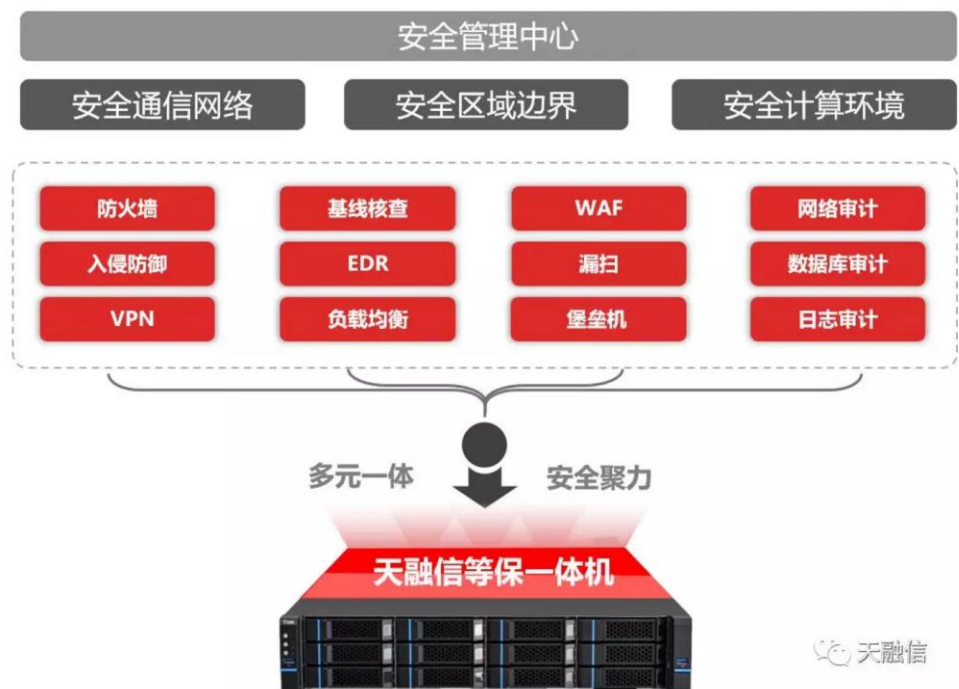 安全管理中心
安全通信网络 安全区域边界 安全计算环境
防火墙 基线核查 WAF 网络审计
入侵防御 EDR 漏扫 数据库审计
VPN 负载均衡 堡垒机 日志审计
多元一体 安全聚力
天融信等保一体机
天融信